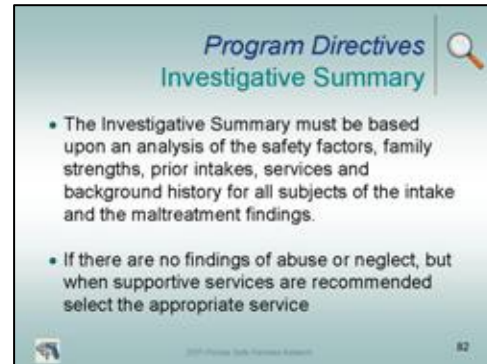 Program Directives
Investigative Summary
• The Investigative Summary must be based
upon an analysis of the safety factors, family
strengths, prior intakes, services and
background history for all subjects of the intake
and the maltreatment findings.
• If there are no findings of abuse or neglect, but
when supportive services are recommended
select the appropriate service
82